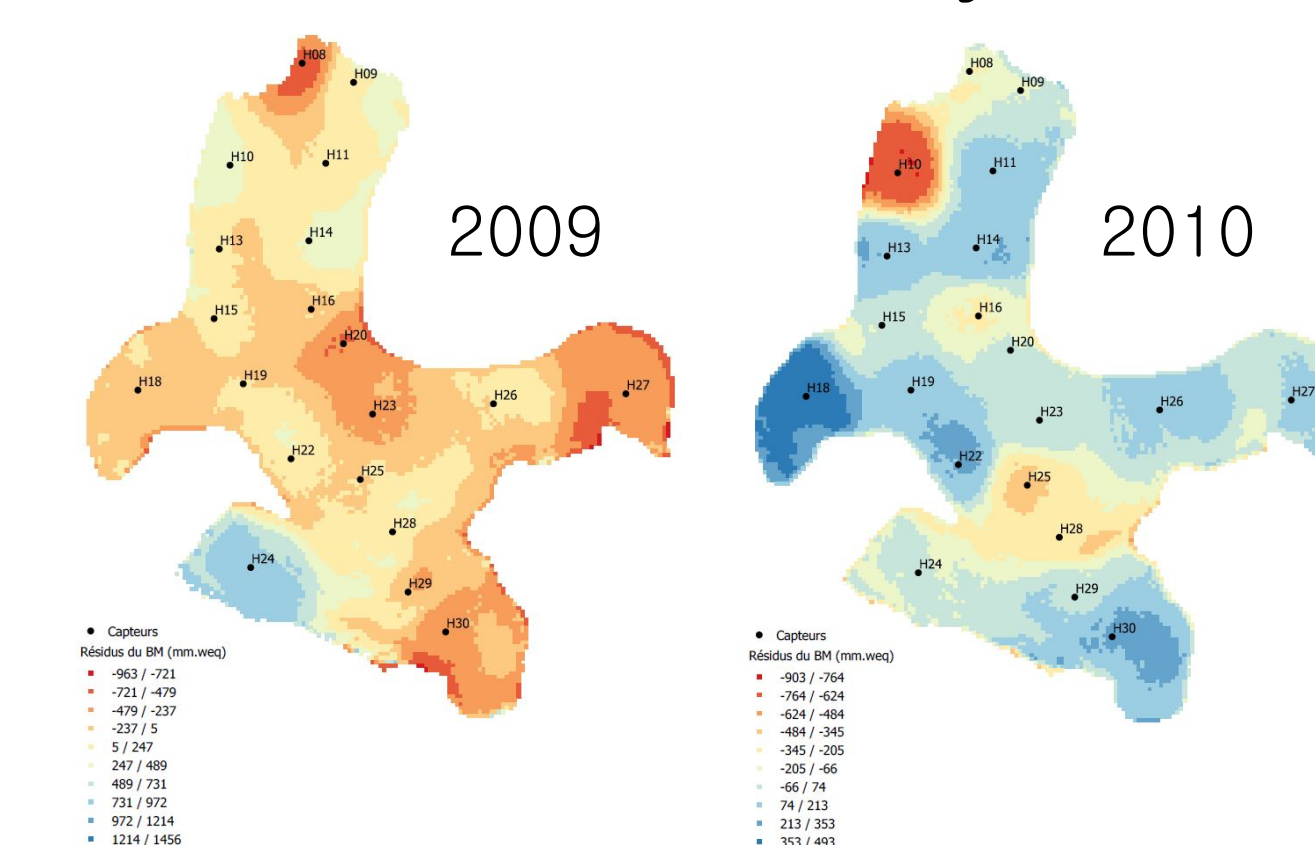 2009
H08
H09
H10
H11
H13
H14
H15
H16
H20
H18
H19
H23
H26
H27
H22
H25
H28
H24
H29
H30
Capteurs
Résidus du BM (mm.weq)
-963 / -721
-721 / -479
-479 / -237
-237 / 5
5 / 247
247 / 489
489 / 731
731 / 972
972 / 1214
1214 / 1456
2010
H08
H09
H10
H11
H13
H14
H15
H16
H20
H18
H19
H23
H26
H27
H22
H25
H28
H24
H29
H30
Capteurs
Résidus du BM (mm.weq)
-903 / -764
-764 / -624
-624 / -484
-484 / -345
-345 / -205
-205 / -66
-66 / 74
74 / 213
213 / 353
353 / 493